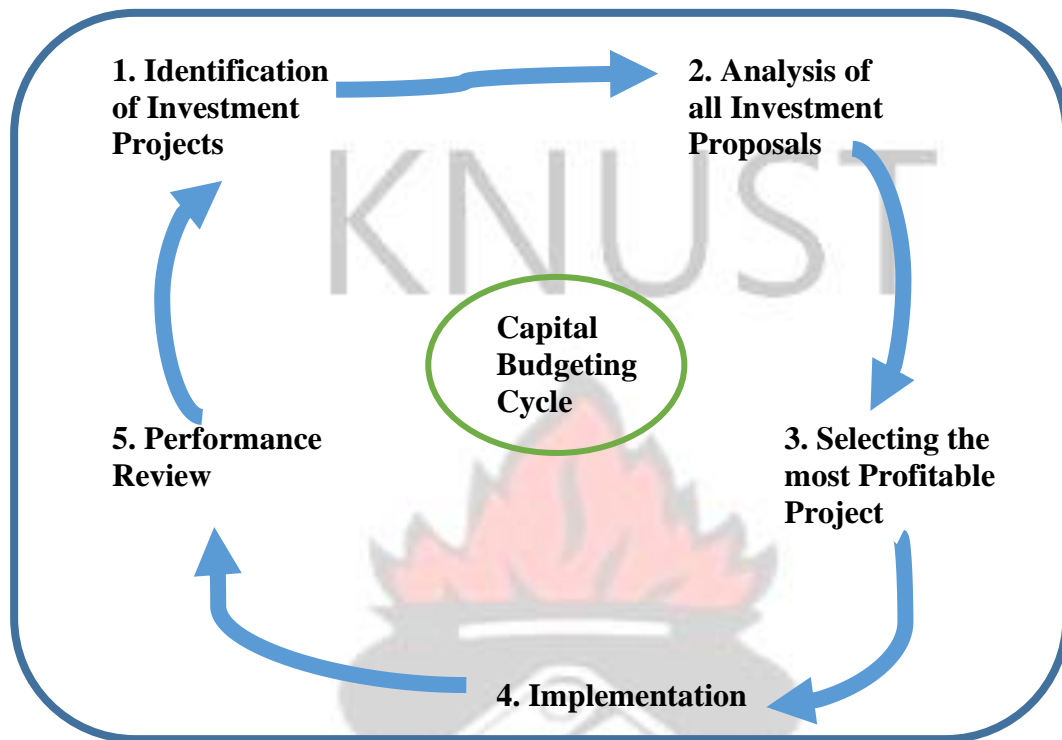 1. Identification
of Investment
Projects
2. Analysis of
all Investment
Proposals
KNUST
Capital
Budgeting
Cycle
3. Selecting the
most Profitable
Project
5. Performance
Review
4. Implementation